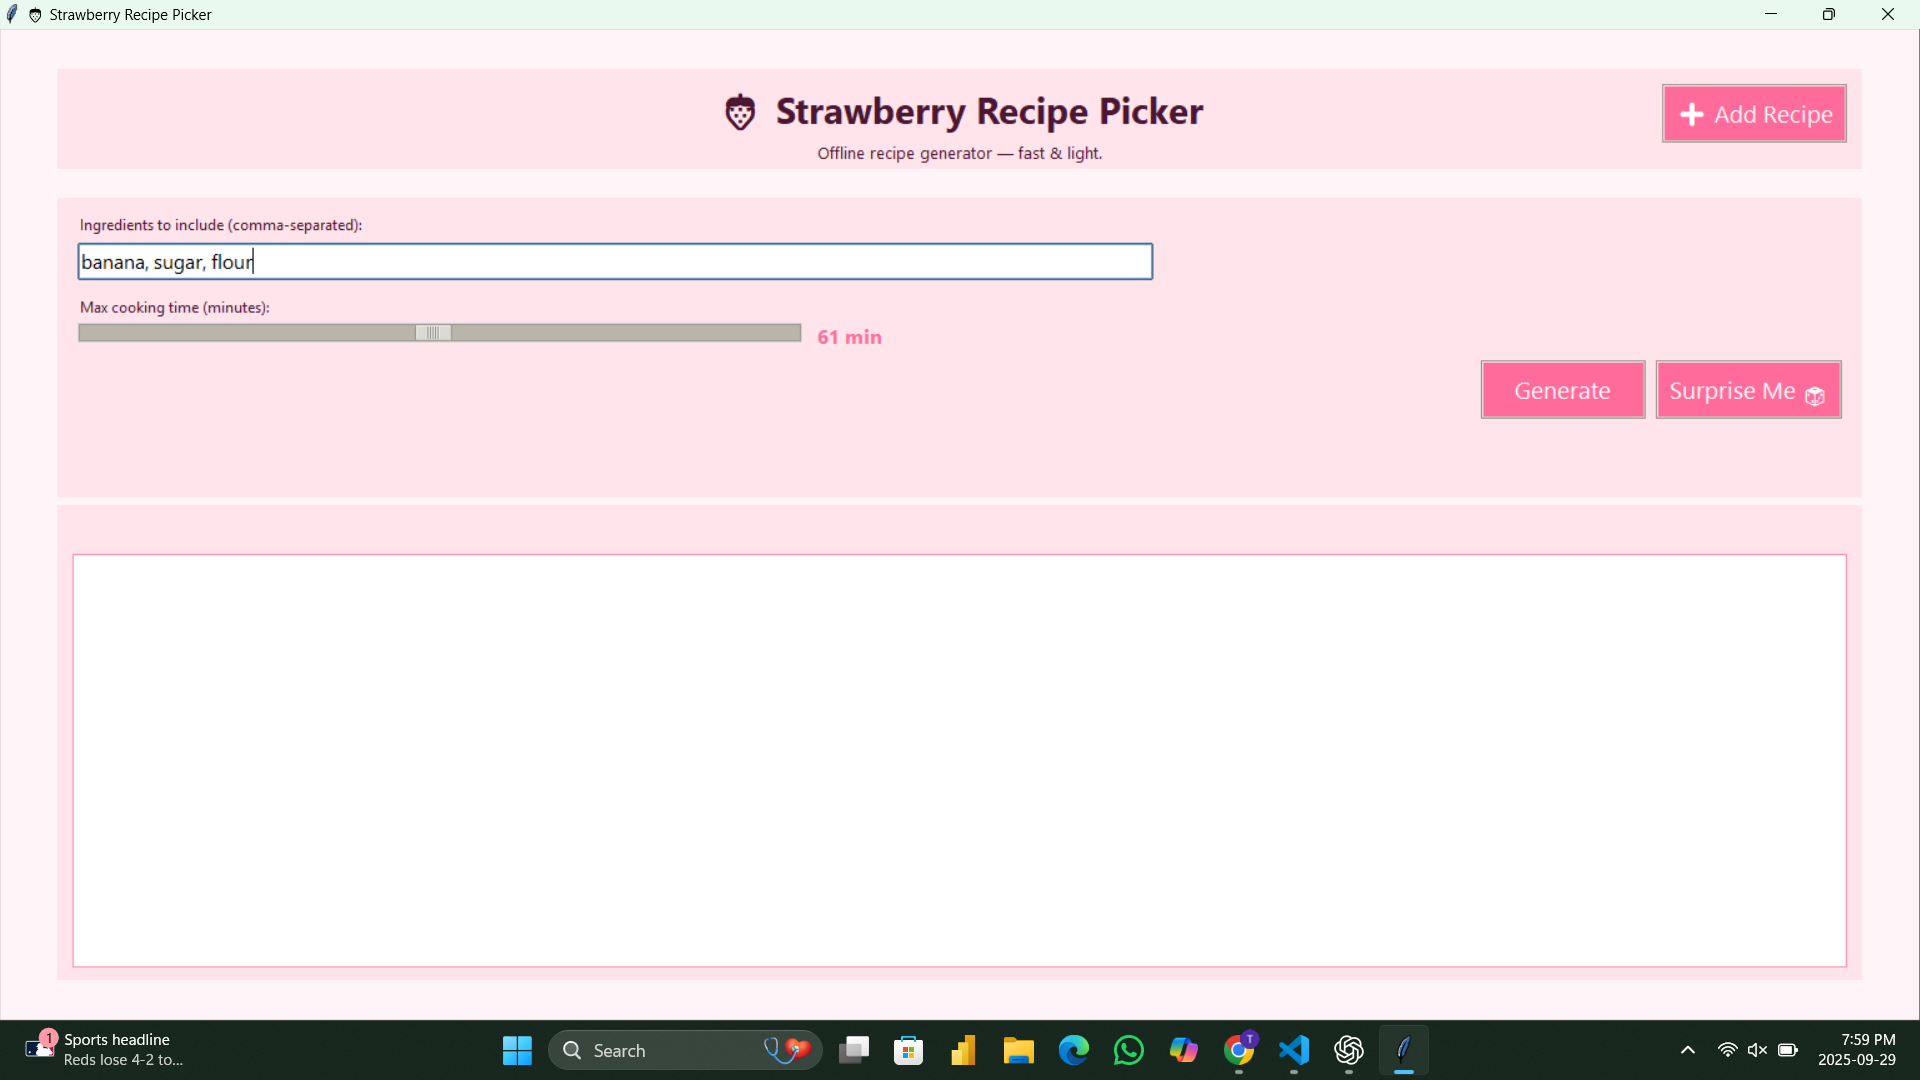 Strawberry Recipe Picker
Strawberry Recipe Picker
Add Recipe
Offline recipe generator — fast & light.
Ingredients to include (comma-separated):
banana, sugar, flour
Max cooking time (minutes):
61 min
Generate
Surprise Me
1
Sports headline
Reds lose 4-2 to...
Search
T
7:59 PM
2025-09-29